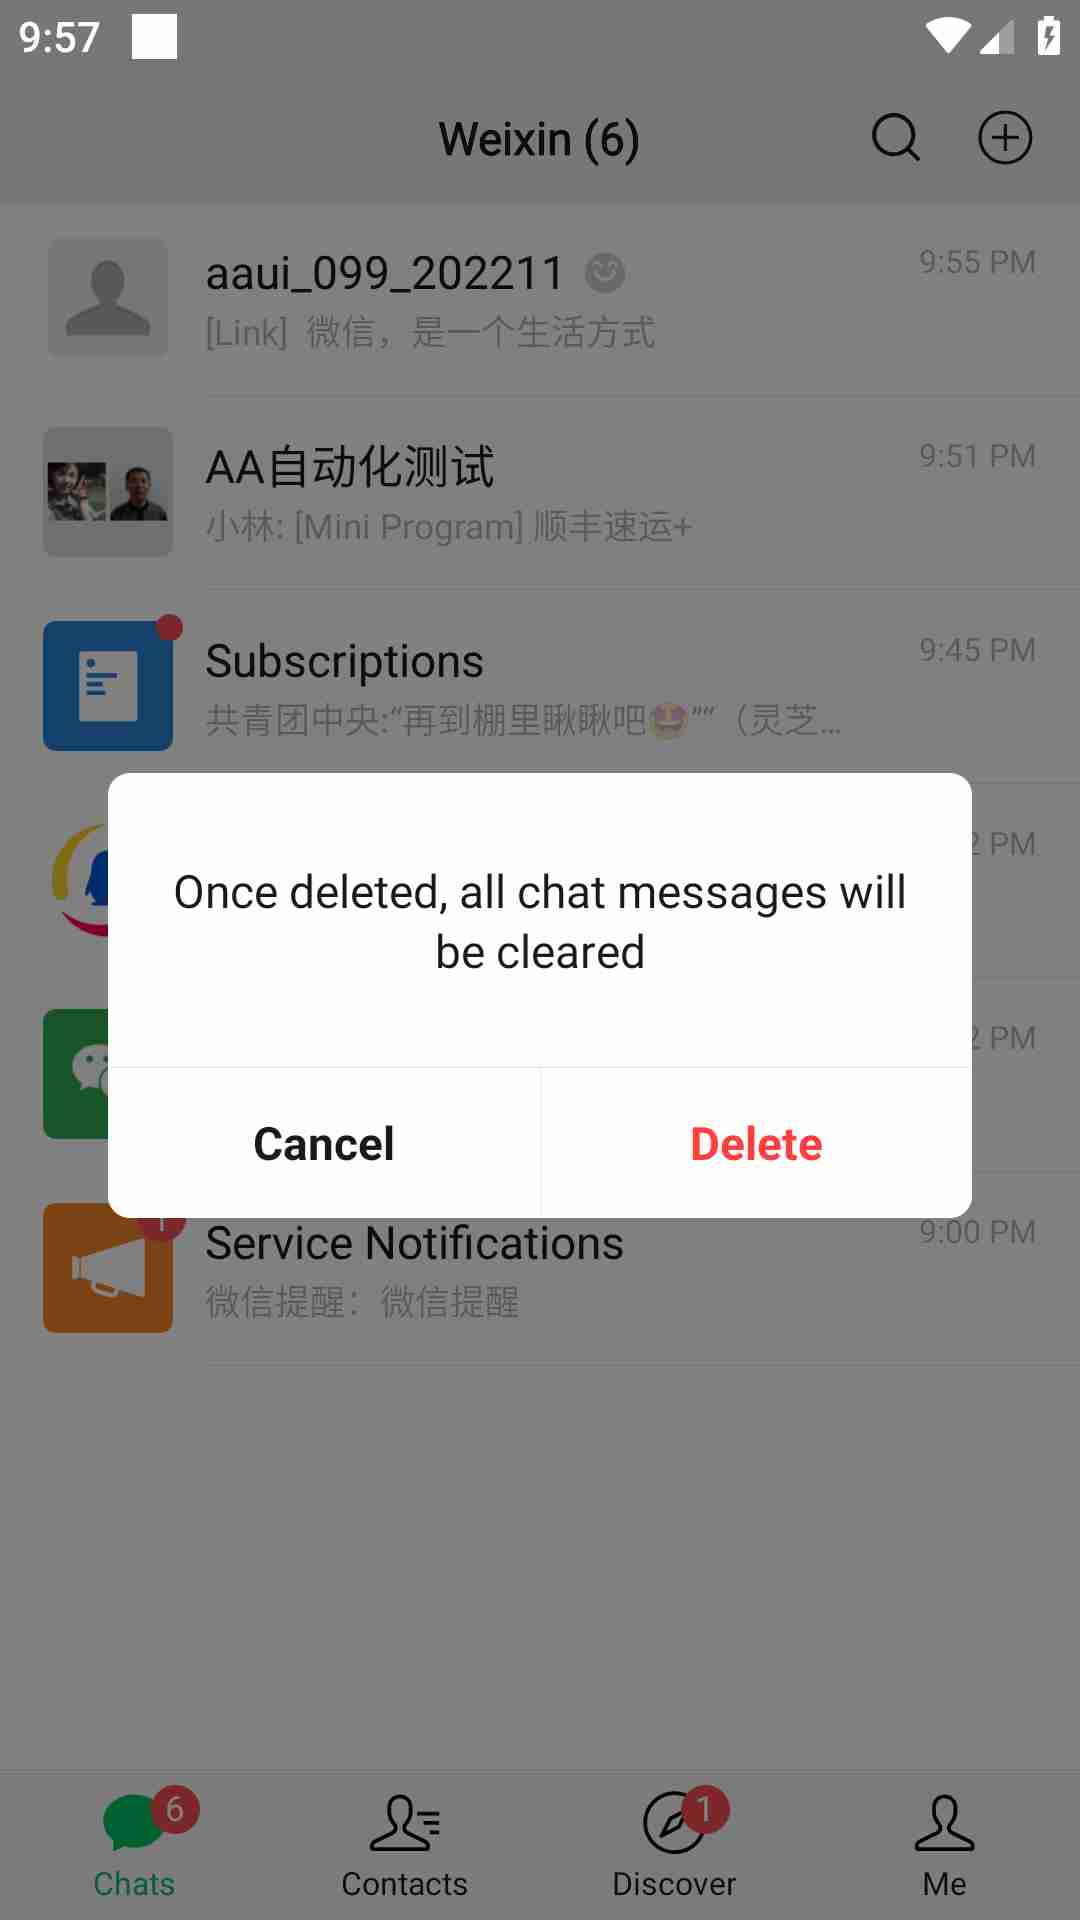 9:57
Weixin (6)
aaui_099_202211
9:55 PM
[Link] 微信，是一个生活方式
AA自动化测试
9:51 PM
小林: [Mini Program] 顺丰速运+
Subscriptions
9:45 PM
共青团中央:“再到棚里瞅瞅吧🤩”“（灵芝...
2 PM
Once deleted, all chat messages will
be cleared
2 PM
Cancel
Delete
Service Notifications
9:00 PM
微信提醒：微信提醒
6
1
Chats
Contacts
Discover
Me